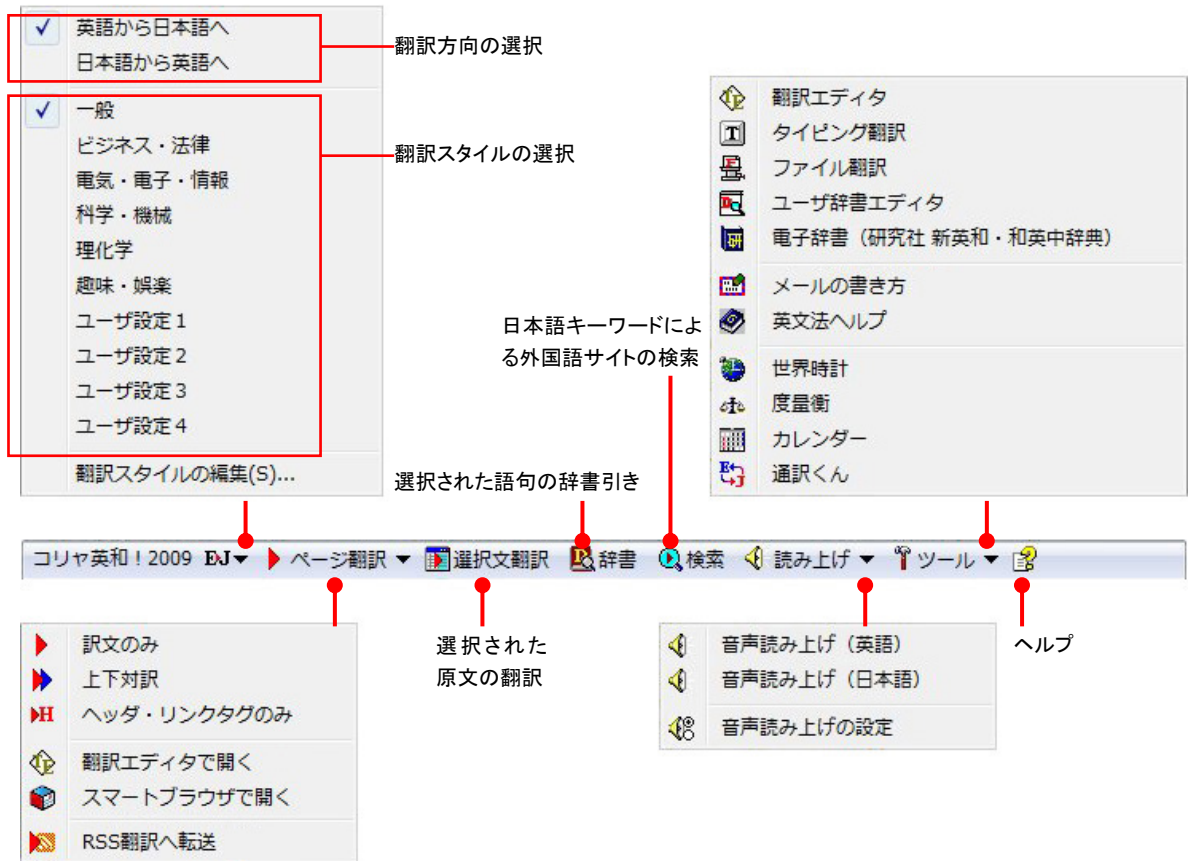 英語から日本語へ
日本語から英語へ
翻訳方向の選択
一般
ビジネス・法律
電気・電子・情報
科学・機械
理化学
趣味・娯楽
ユーザ設定1
ユーザ設定2
ユーザ設定3
ユーザ設定4
翻訳スタイルの編集(S)...
翻訳スタイルの選択
翻訳エディタ
タイピング翻訳
ファイル翻訳
ユーザ辞書エディタ
電子辞書（研究社 新英和・和英中辞典）
メールの書き方
英文法ヘルプ
世界時計
度量衡
カレンダー
通訳くん
日本語キーワードによ
る外国語サイトの検索
選択された語句の辞書引き
コリャ英和！2009 EJ ページ翻訳 選択文翻訳 辞書 検索 読み上げ ツール
訳文のみ
上下対訳
ヘッダ・リンクタグのみ
翻訳エディタで開く
スマートブラウザで開く
RSS翻訳へ転送
選択された
原文の翻訳
音声読み上げ（英語）
音声読み上げ（日本語）
音声読み上げの設定
ヘルプ